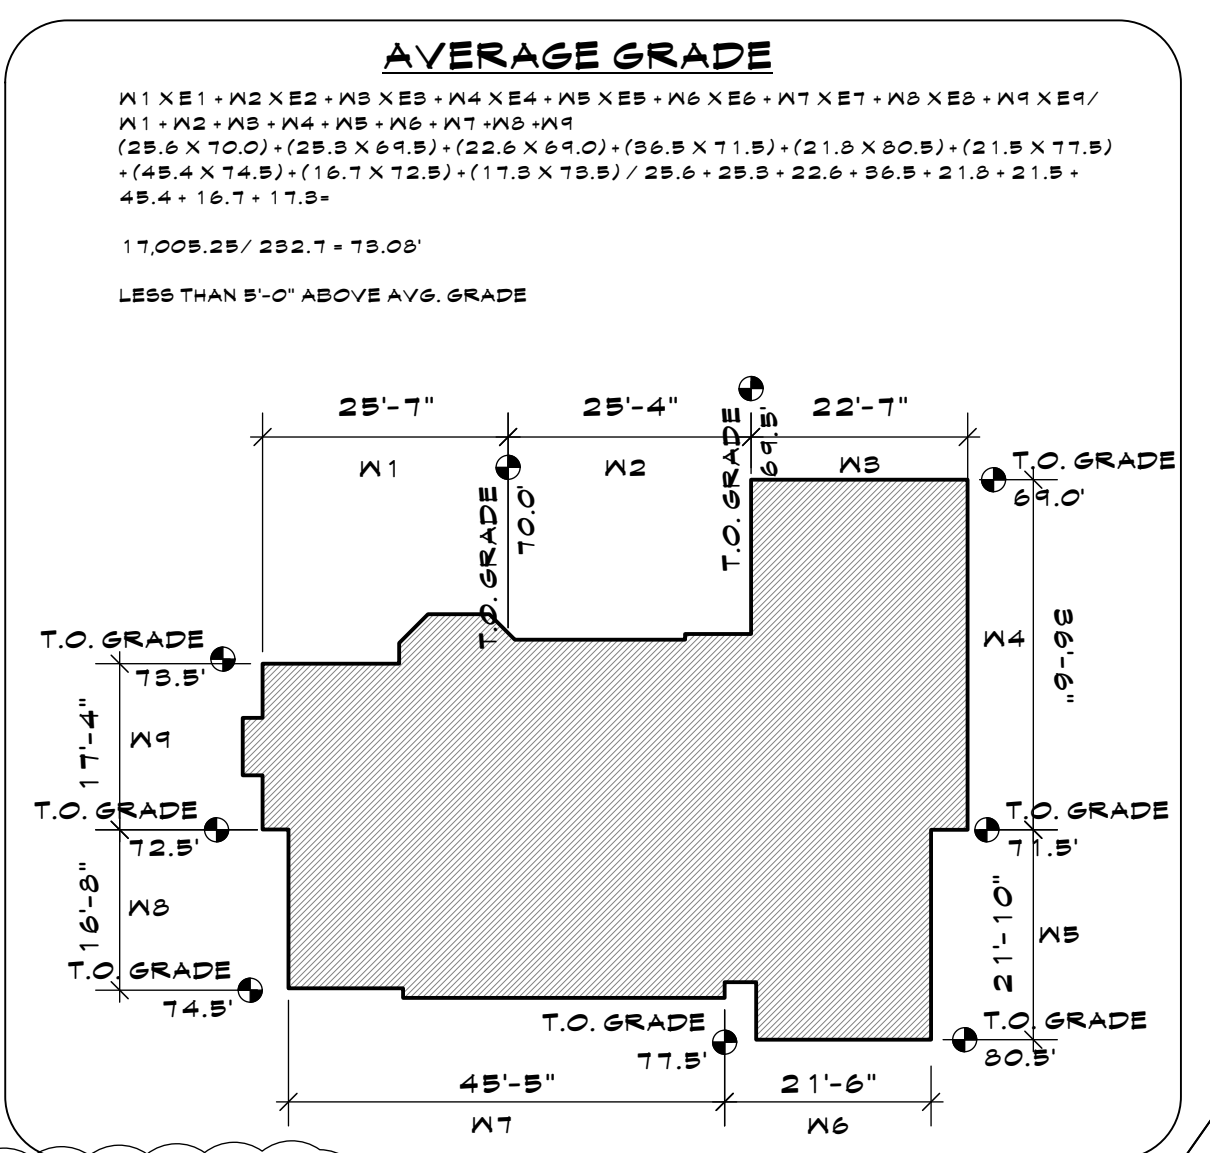 AVERAGE GRADE
W1 X E1 + W2 X E2 + W3 X E3 + W4 X E4 + W5 X E5 + W6 X E6 + W7 X E7 + W8 X E8 + W9 X E9/
W1 + W2 + W3 + W4 + W5 + W6 + W7 +W8 +W9
(25.6 X 70.0) + (25.3 X 69.5) + (22.6 X 69.0) + (36.5 X 71.5) + (21.8 X 80.5) + (21.5 X 77.5)
+ (45.4 X 74.5) + (16.7 X 72.5) + (17.3 X 73.5) / 25.6 + 25.3 + 22.6 + 36.5 + 21.8 + 21.5 +
45.4 + 16.7 + 17.3=
17,005.25/ 232.7 = 73.08'
LESS THAN 5'-0" ABOVE AVG. GRADE
25'-7"
25'-4"
22'-7"
W1
W2
W3
T.O. GRADE
70.0'
T.O. GRADE
69.5'
T.O. GRADE
69.0'
W4
36'-6"
T.O. GRADE
73.5'
17'-4"
W9
T.O. GRADE
72.5'
T.O. GRADE
71.5'
16'-8"
W8
21'-10"
W5
T.O. GRADE
74.5'
T.O. GRADE
77.5'
T.O. GRADE
80.5'
45'-5"
21'-6"
W7
W6